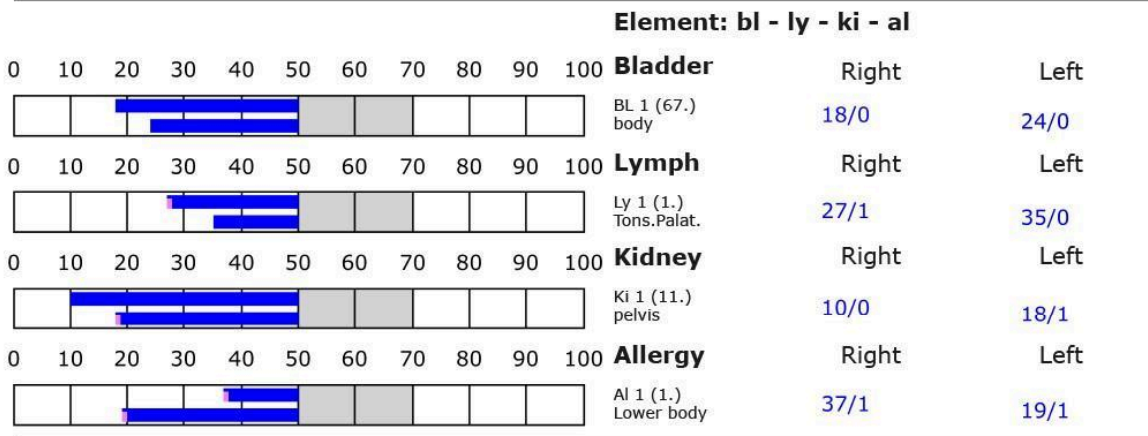 Element: bl - ly - ki - al
0 10 20 30 40 50 60 70 80 90 100 Bladder Right Left
BL 1 (67.)
body
18/0 24/0
0 10 20 30 40 50 60 70 80 90 100 Lymph Right Left
Ly 1 (1.)
Tons.Palat.
27/1 35/0
0 10 20 30 40 50 60 70 80 90 100 Kidney Right Left
Ki 1 (11.)
pelvis
10/0 18/1
0 10 20 30 40 50 60 70 80 90 100 Allergy Right Left
Al 1 (1.)
Lower body
37/1 19/1